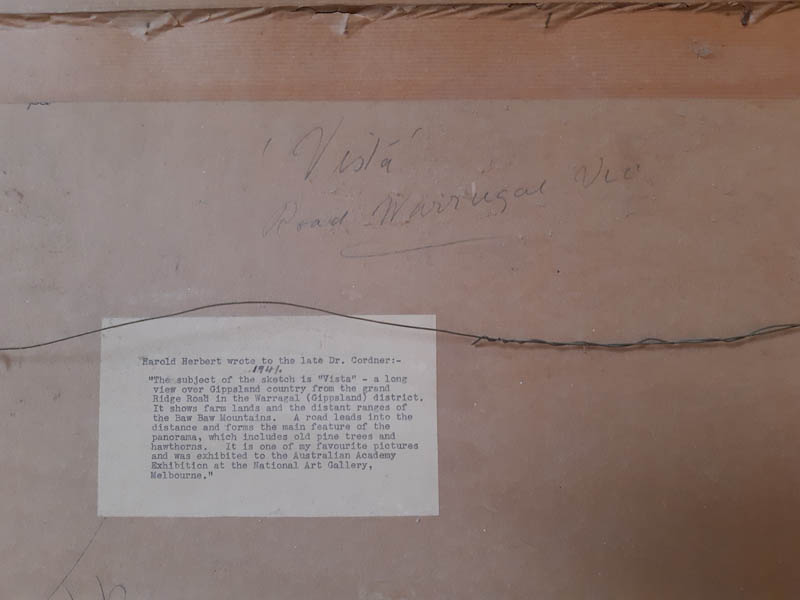 'Vista'
Road Warrugal Vic
Harold Herbert wrote to the late Dr. Cordner:-
1941.
"The subject of the sketch is "Vista" - a long
view over Gippsland country from the grand
Ridge Road in the Warragal (Gippsland) district.
It shows farm lands and the distant ranges of
the Baw Baw Mountains. A road leads into the
distance and forms the main feature of the
panorama, which includes old pine trees and
hawthorns. It is one of my favourite pictures
and was exhibited to the Australian Academy
Exhibition at the National Art Gallery,
Melbourne."